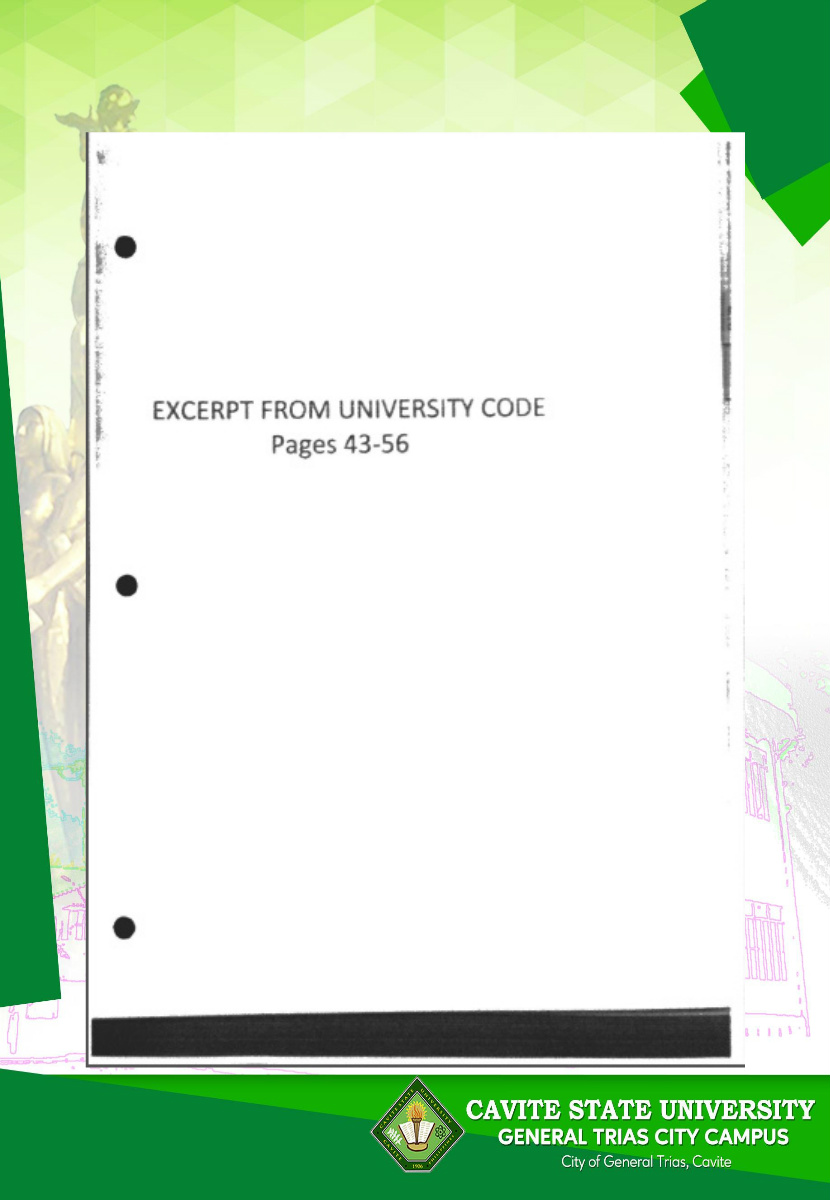 EXCERPT FROM UNIVERSITY CODE
Pages 43-56
CAVITE STATE UNIVERSITY
GENERAL TRIAS CITY CAMPUS
City of General Trias, Cavite
1906